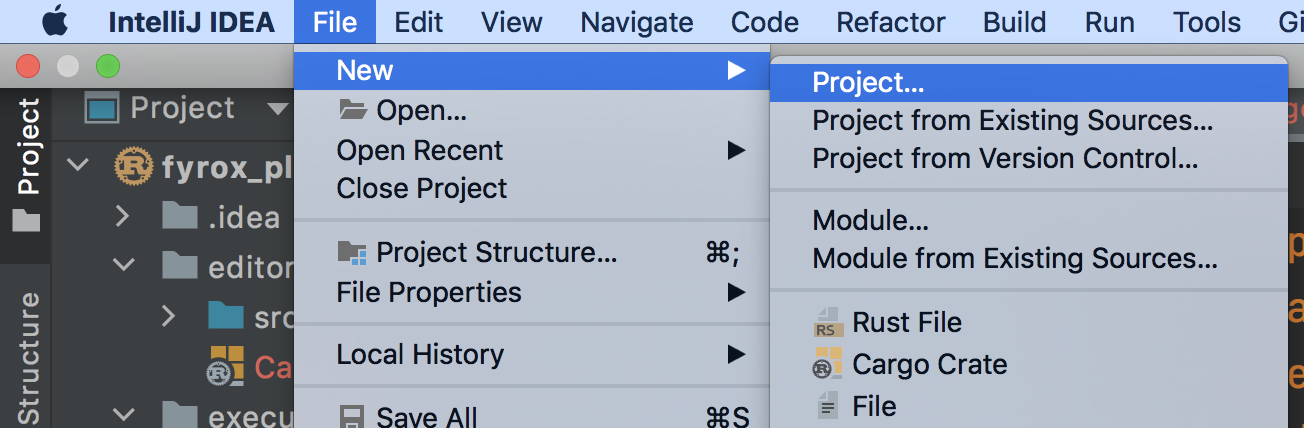 IntelliJ IDEA File Edit View Navigate Code Refactor Build Run Tools Gi
Project
Project
fyrox_pl
.idea
editor
src
Ca
execu
Structure
New
Open...
Open Recent
Close Project
Project Structure... ⌘;
File Properties
Local History
Save All ⌘S
Project...
Project from Existing Sources...
Project from Version Control...
Module...
Module from Existing Sources...
RS Rust File
Cargo Crate
File